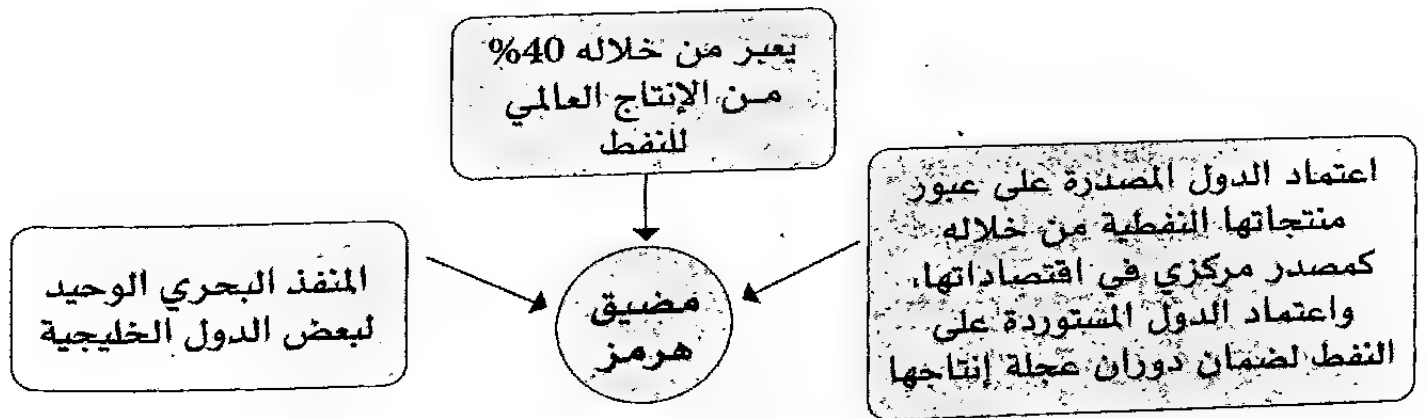 يعبر من خلاله 40%
من الإنتاج العالمي
للنفط
اعتماد الدول المصدرة على عبور
منتجاتها النفطية من خلاله
كمصدر مركزي في اقتصاداتها،
واعتماد الدول المستوردة على
النفط لضمان دوران عجلة إنتاجها
مضيق
هرمز
المنفذ البحري الوحيد
لبعض الدول الخليجية